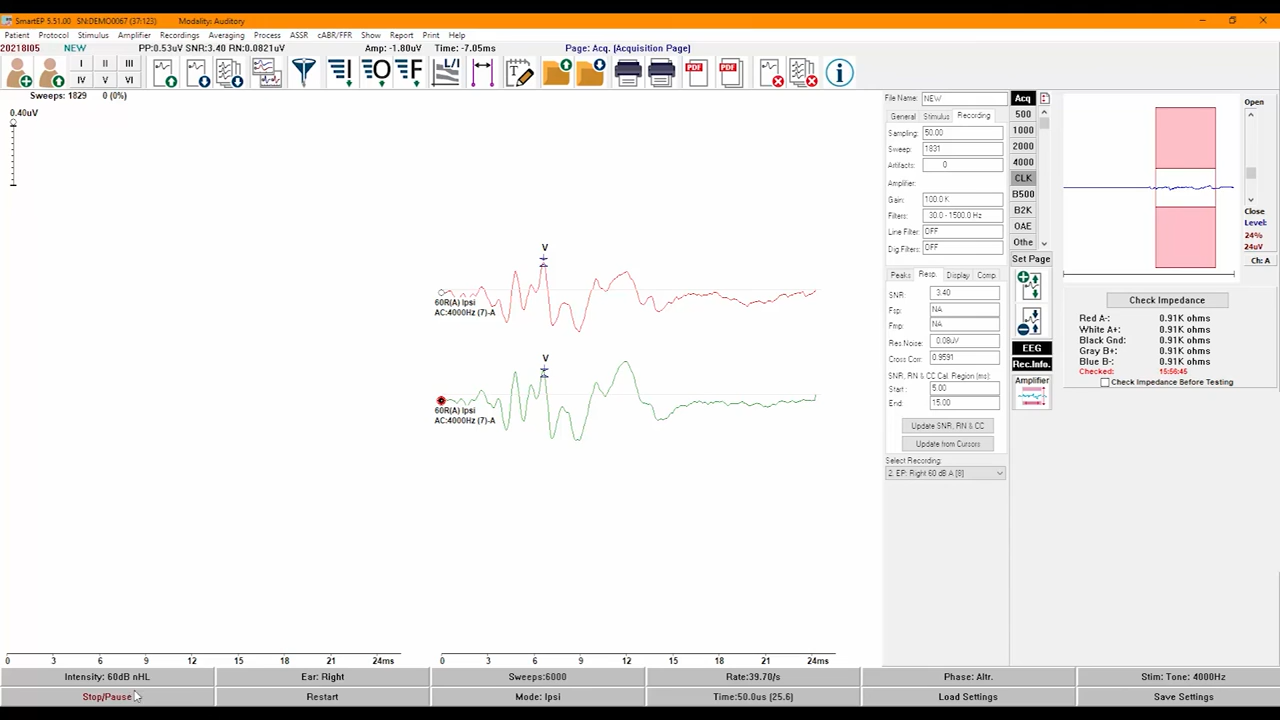 SmartEP 5.51.00 SN:DEMO0067 (37:123) Modality: Auditory
Patient Protocol Stimulus Amplifier Recordings Averaging Process ASSR cABR/FFR Show Report Print Help
20218I05 NEW PP:0.53uV SNR:3.40 RN:0.0821uV Amp: -1.80uV Time: -7.05ms Page: Acq. [Acquisition Page]
I II III
IV V VI
O F L/I PDF PDF
Sweeps: 1829 0 (0%)
0.40uV
V
60R(A) Ipsi
AC:4000Hz (7)-A
V
60R(A) Ipsi
AC:4000Hz (7)-A
0 3 6 9 12 15 18 21 24ms
0 3 6 9 12 15 18 21 24ms
File Name: NEW
General Stimulus Recording
Sampling: 50.00
Sweep: 1831
Artifacts: 0
Amplifier:
Gain: 100.0 K
Filters: 30.0 - 1500.0 Hz
Line Filter: OFF
Dig Filters: OFF
Peaks Resp. Display Comp.
SNR: 3.40
Fsp: NA
Fmp: NA
Res Noise: 0.08uV
Cross Corr: 0.9591
SNR, RN & CC Cal. Region (ms)
Start : 5.00
End: 15.00
Update SNR, RN & CC
Update from Cursors
Select Recording:
2: EP: Right 60 dB A [8]
Acq
500
1000
2000
4000
CLK
B500
B2K
OAE
Othe
Set Page
EEG
Rec.Info.
Amplifier
Open
Close
Level:
24%
24uV
Ch: A
Check Impedance
Red A-: 0.91K ohms
White A+: 0.91K ohms
Black Gnd: 0.91K ohms
Gray B+: 0.91K ohms
Blue B-: 0.91K ohms
Checked: 15:56:45
Check Impedance Before Testing
Intensity: 60dB nHL Ear: Right Sweeps:6000 Rate:39.70/s Phase: Altr. Stim: Tone: 4000Hz
Stop/Pause Restart Mode: Ipsi Time:50.0us (25.6) Load Settings Save Settings